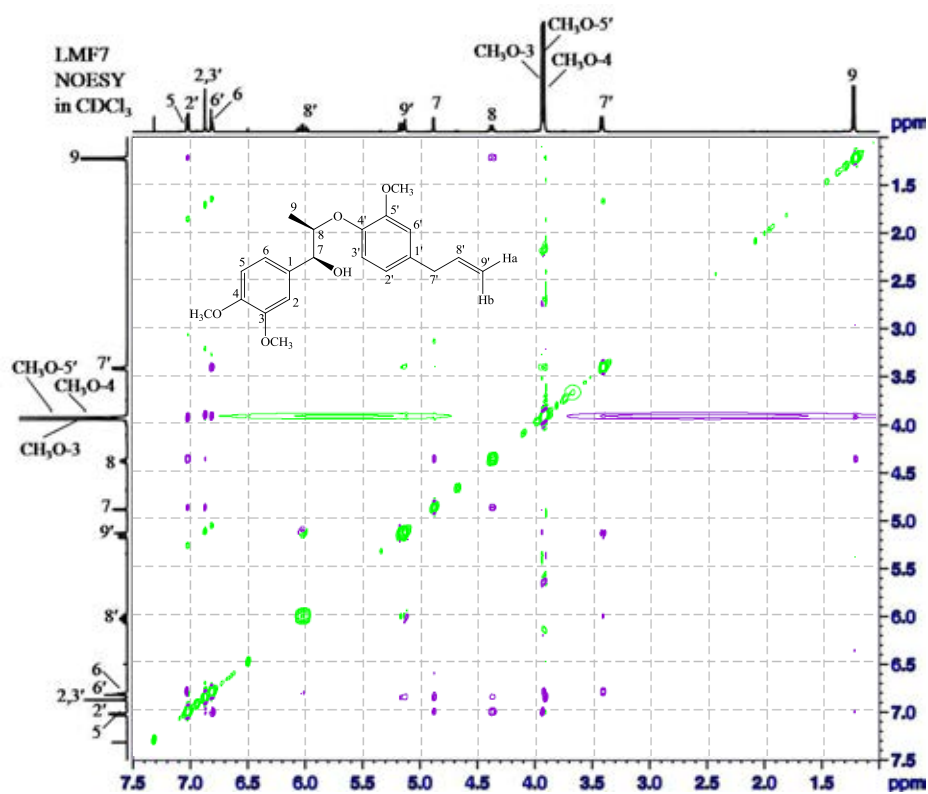 LMF7
NOESY
in CDCl3
5 2' 2,3' 6' 6 8' 9' 7 8 CH3O-3 CH3O-5' CH3O-4 7' 9
ppm
9
7'
CH3O-5'
CH3O-4
CH3O-3
8
7
9'
8'
6
6'
2,3'
2'
5
OCH3
9 O 4' 5' 6'
8 3' 1' 8'
7 2' 7' 9' Ha
6 OH Hb
5 1
4 2
OCH3 3
OCH3
1.5
2.0
2.5
3.0
3.5
4.0
4.5
5.0
5.5
6.0
6.5
7.0
7.5
7.5 7.0 6.5 6.0 5.5 5.0 4.5 4.0 3.5 3.0 2.5 2.0 1.5 ppm